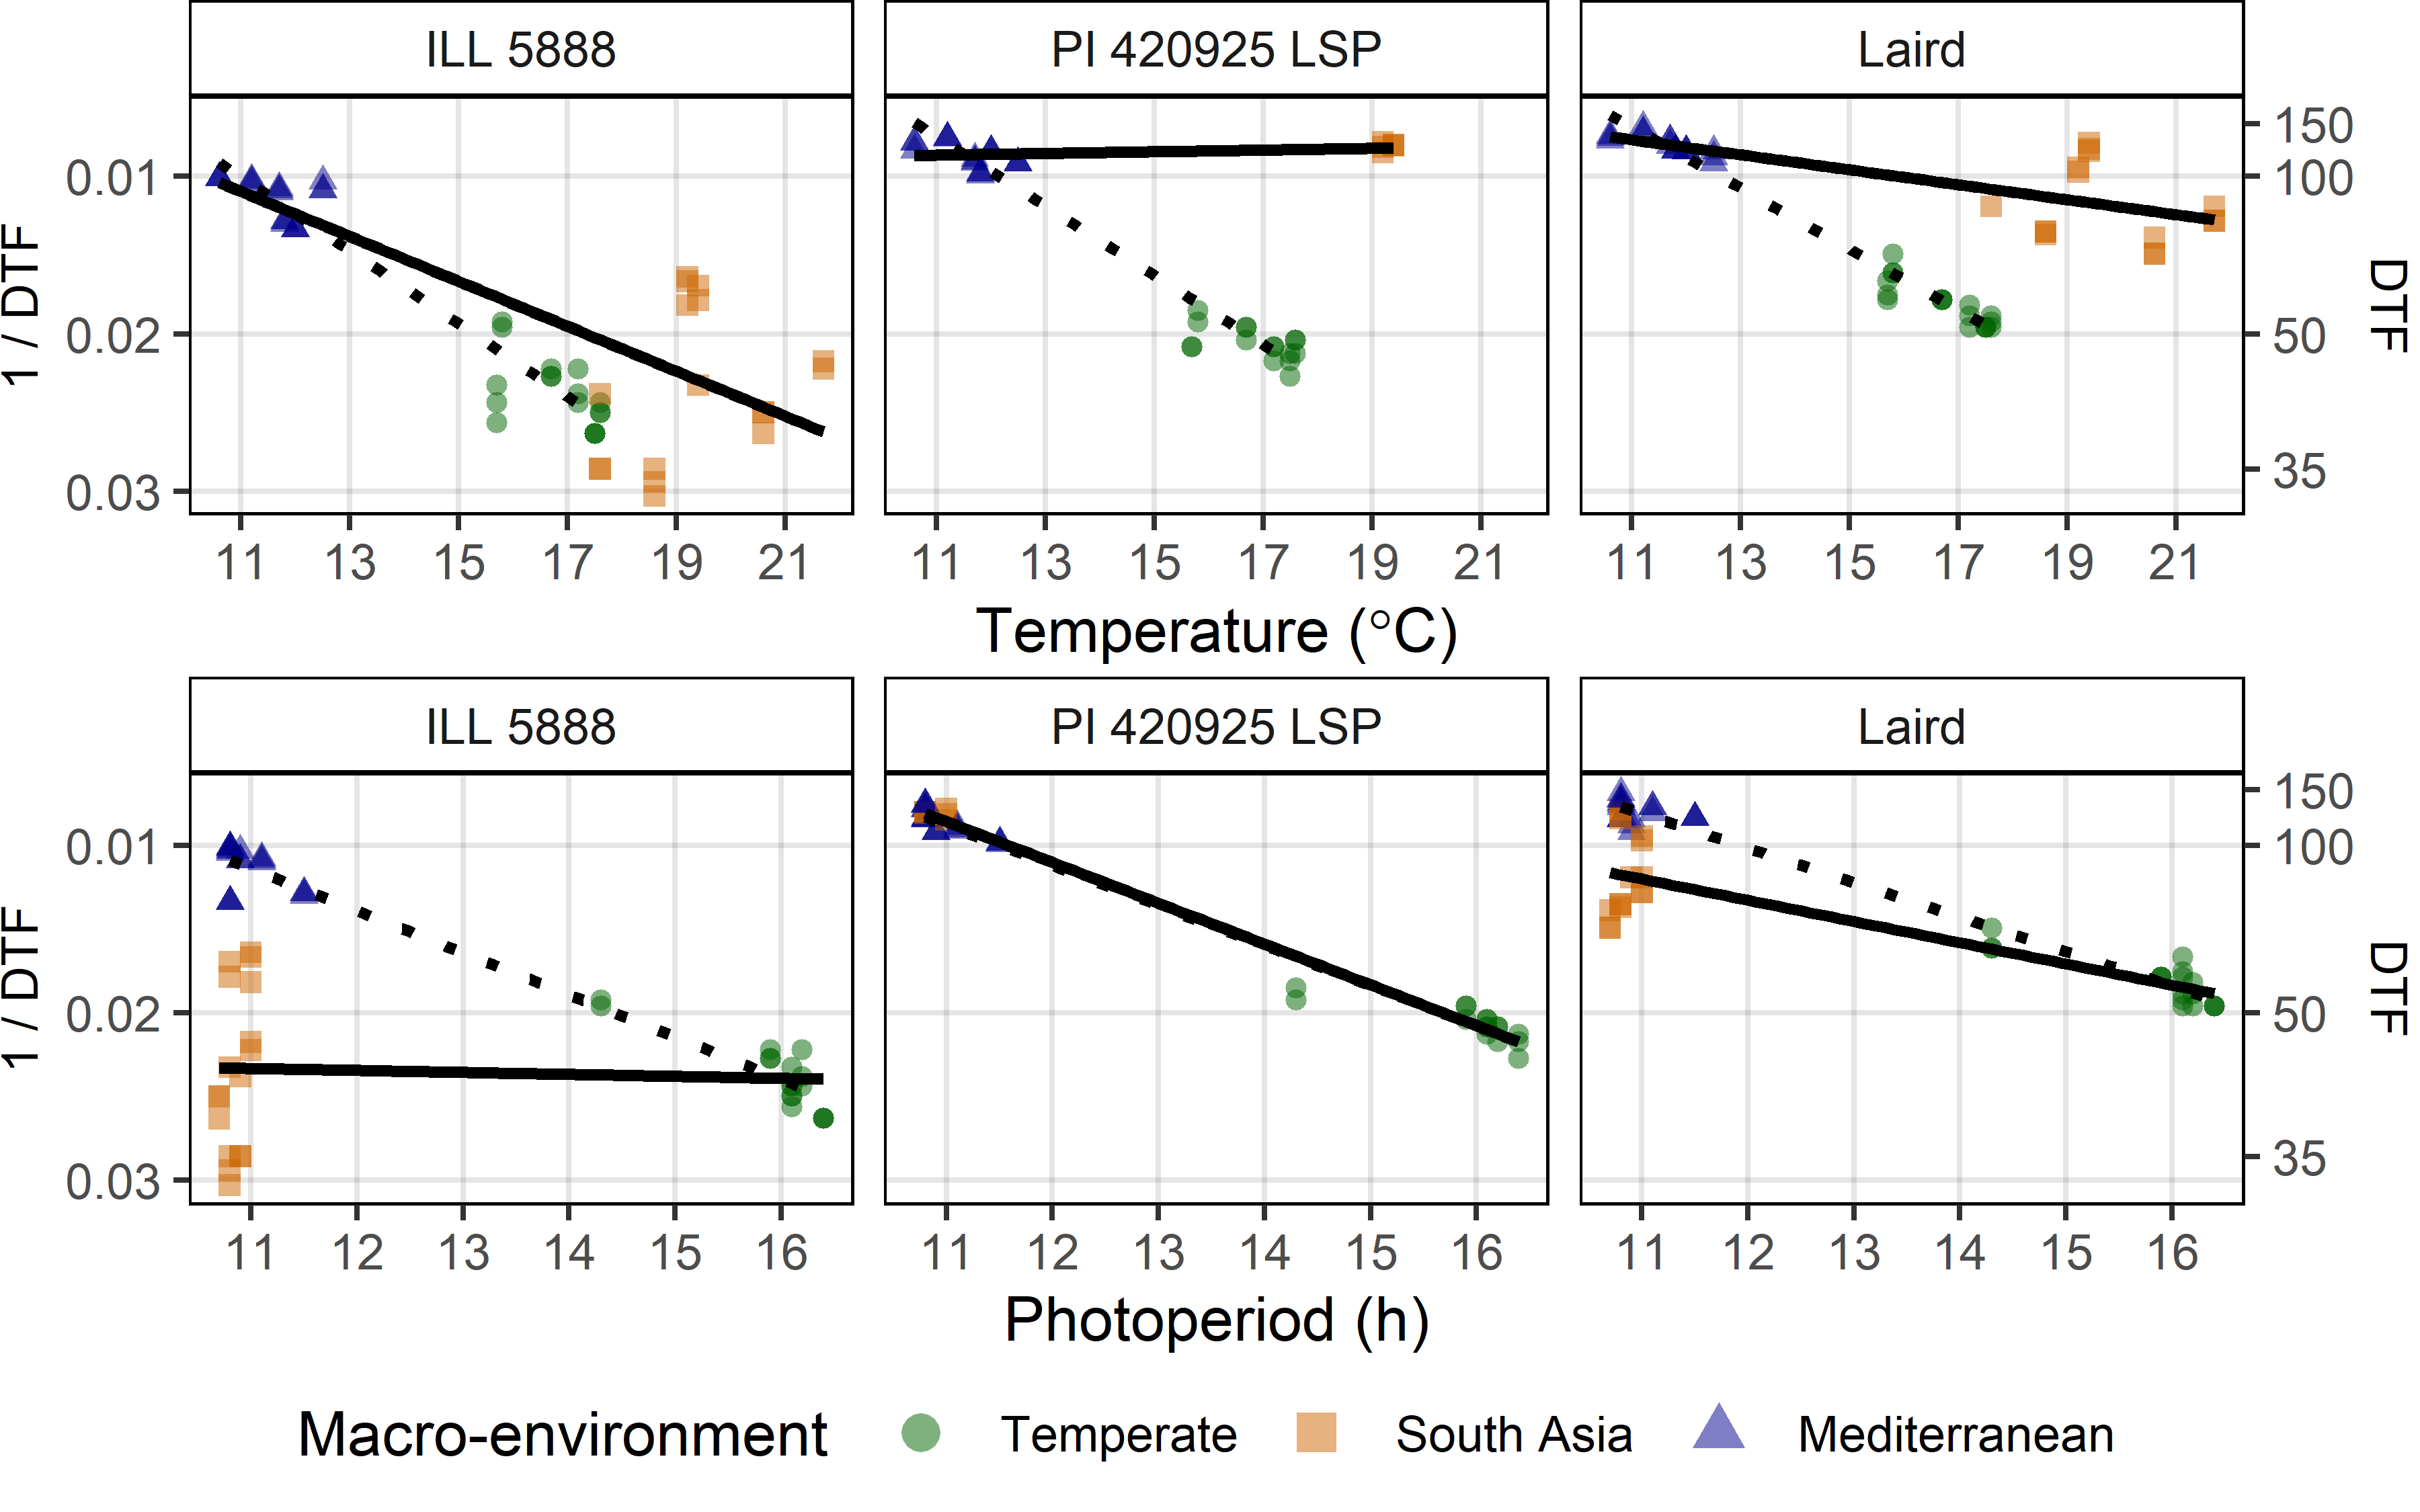 ILL 5888 PI 420925 LSP Laird
1 / DTF
0.01
0.02
0.03
150
100
50
35
DTF
11 13 15 17 19 21 11 13 15 17 19 21 11 13 15 17 19 21
Temperature (°C)
ILL 5888 PI 420925 LSP Laird
1 / DTF
0.01
0.02
0.03
150
100
50
35
DTF
11 12 13 14 15 16 11 12 13 14 15 16 11 12 13 14 15 16
Photoperiod (h)
Macro-environment Temperate South Asia Mediterranean